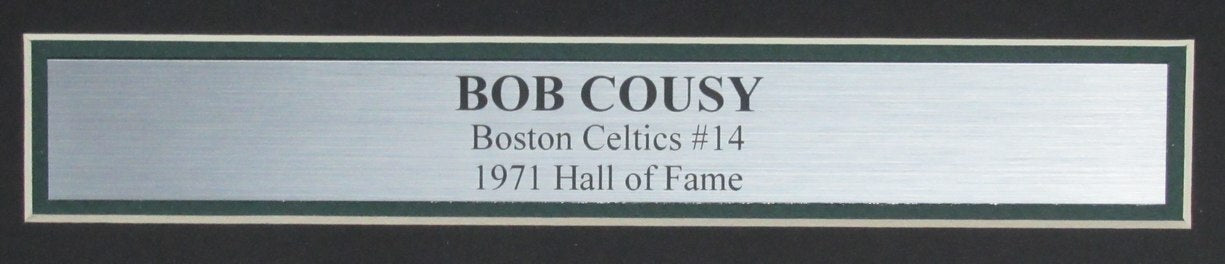 BOB COUSY
Boston Celtics #14
1971 Hall of Fame